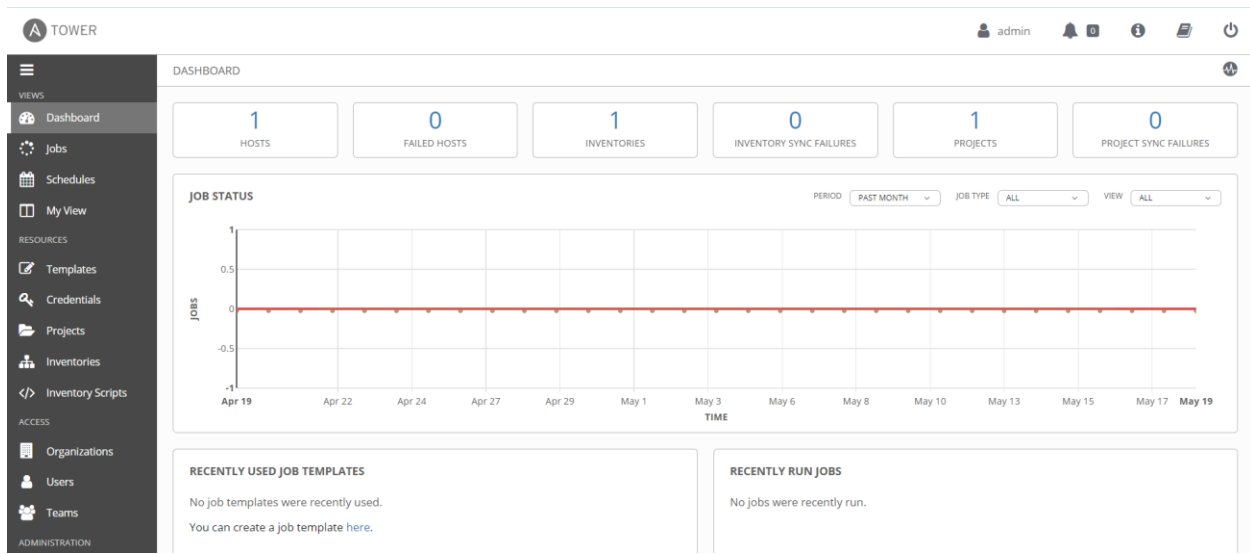 A TOWER
admin
0
VIEWS
Dashboard
Jobs
Schedules
My View
RESOURCES
Templates
Credentials
Projects
Inventories
Inventory Scripts
ACCESS
Organizations
Users
Teams
ADMINISTRATION
DASHBOARD
1
HOSTS
0
FAILED HOSTS
1
INVENTORIES
0
INVENTORY SYNC FAILURES
1
PROJECTS
0
PROJECT SYNC FAILURES
JOB STATUS
PERIOD PAST MONTH JOB TYPE ALL VIEW ALL
1
0.5
0
-0.5
-1
JOBS
Apr 19 Apr 22 Apr 24 Apr 27 Apr 29 May 1 May 3 May 6 May 8 May 10 May 13 May 15 May 17 May 19
TIME
RECENTLY USED JOB TEMPLATES
No job templates were recently used.
You can create a job template here.
RECENTLY RUN JOBS
No jobs were recently run.